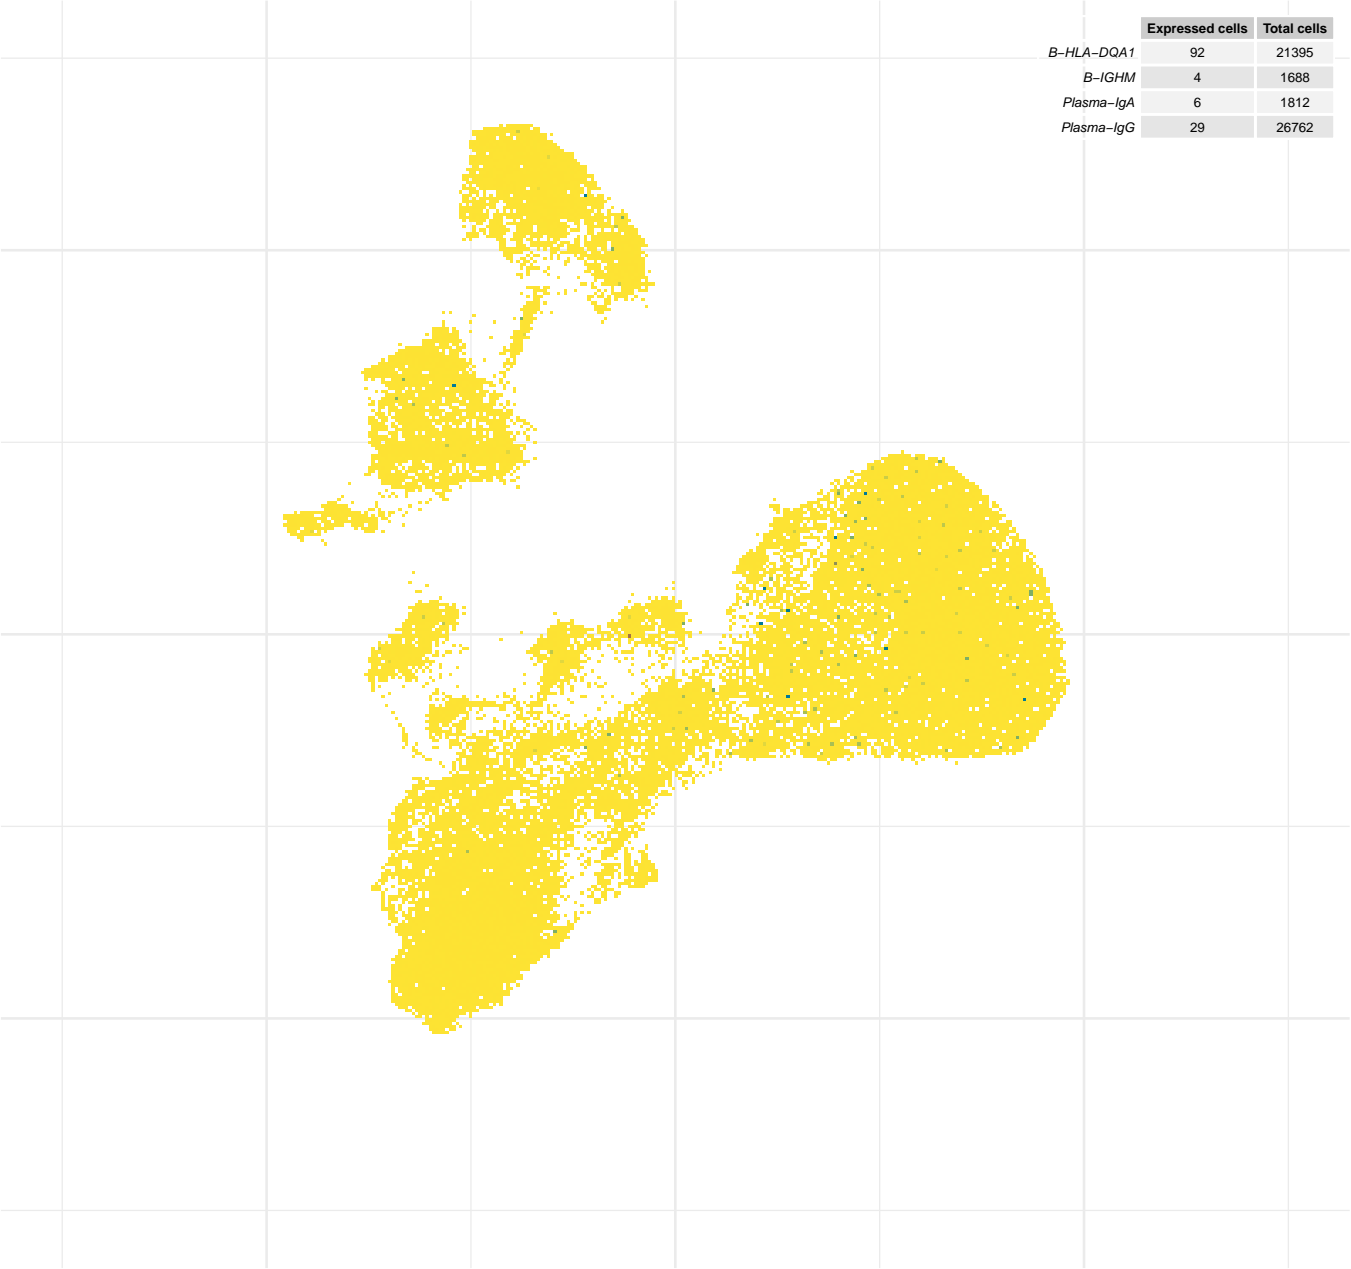 Expressed cells Total cells
B−HLA−DQA1 92 21395
B−IGHM 4 1688
Plasma−IgA 6 1812
Plasma−IgG 29 26762